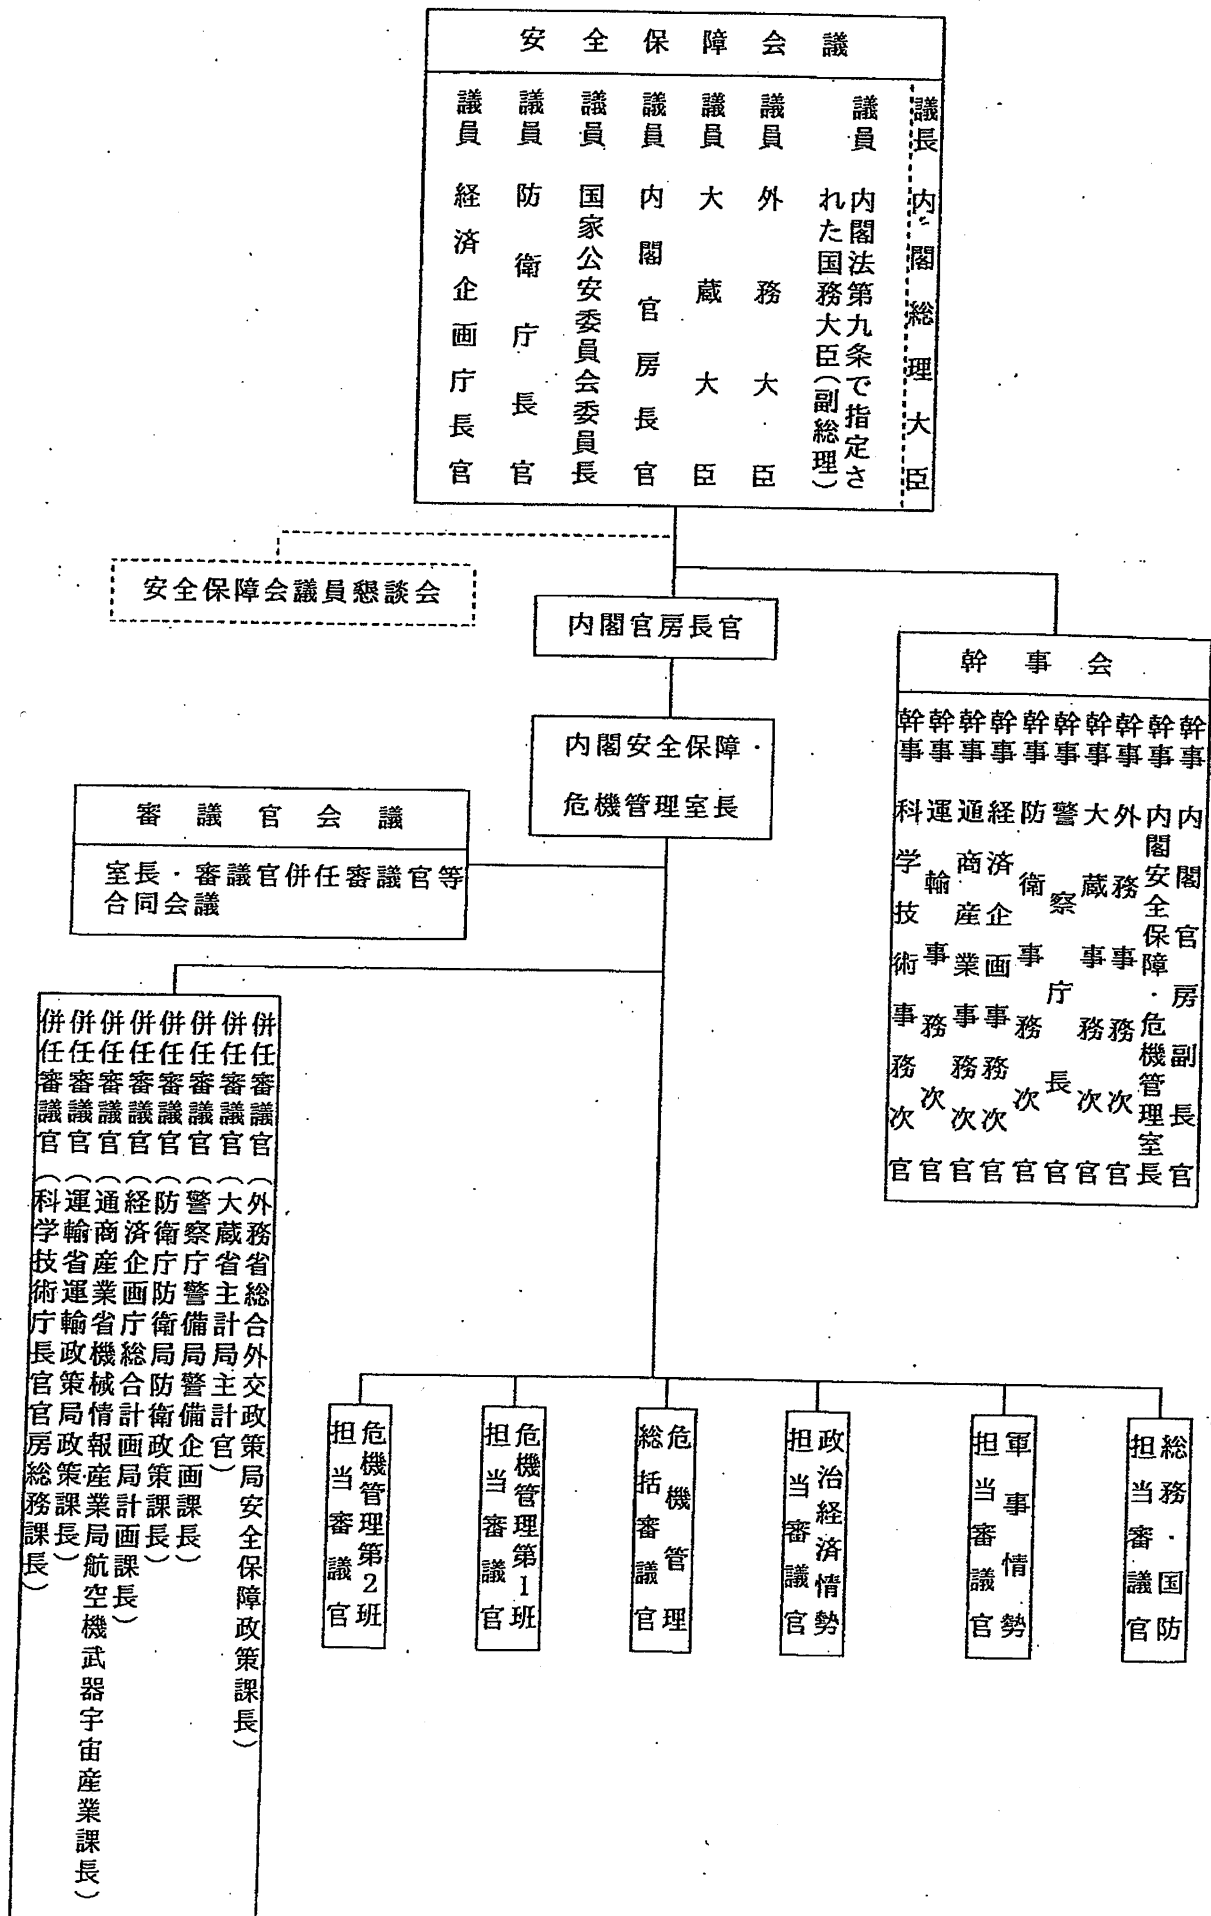 安全保障会議
議長 内閣総理大臣
議員 内閣法第九条で指定さ
れた国務大臣(副総理)
議員 外務大臣
議員 大蔵大臣
議員 内閣官房長官
議員 国家公安委員会委員長
議員 防衛庁長官
議員 経済企画庁長官
安全保障会議員懇談会
内閣官房長官
幹事会
幹事 内閣官房副長官
幹事 内閣安全保障・危機管理室長
幹事 外務事務次官
幹事 大蔵事務次官
幹事 警察庁長官
幹事 防衛事務次官
幹事 経済企画事務次官
幹事 通商産業事務次官
幹事 運輸事務次官
幹事 科学技術事務次官
内閣安全保障・
危機管理室長
審議官会議
室長・審議官併任審議官等
合同会議
併任審議官(外務省総合外交政策局安全保障政策課長)
併任審議官(大蔵省主計局主計官)
併任審議官(警察庁警備局警備企画課長)
併任審議官(防衛庁防衛局防衛政策課長)
併任審議官(経済企画庁総合計画局計画課長)
併任審議官(通商産業省機械情報産業局航空機武器宇宙産業課長)
併任審議官(運輸省運輸政策局政策課長)
併任審議官(科学技術庁長官官房総務課長)
総務・国防
担当審議官
軍事情勢
担当審議官
政治経済情勢
担当審議官
危機管理
総括審議官
危機管理第1班
担当審議官
危機管理第2班
担当審議官